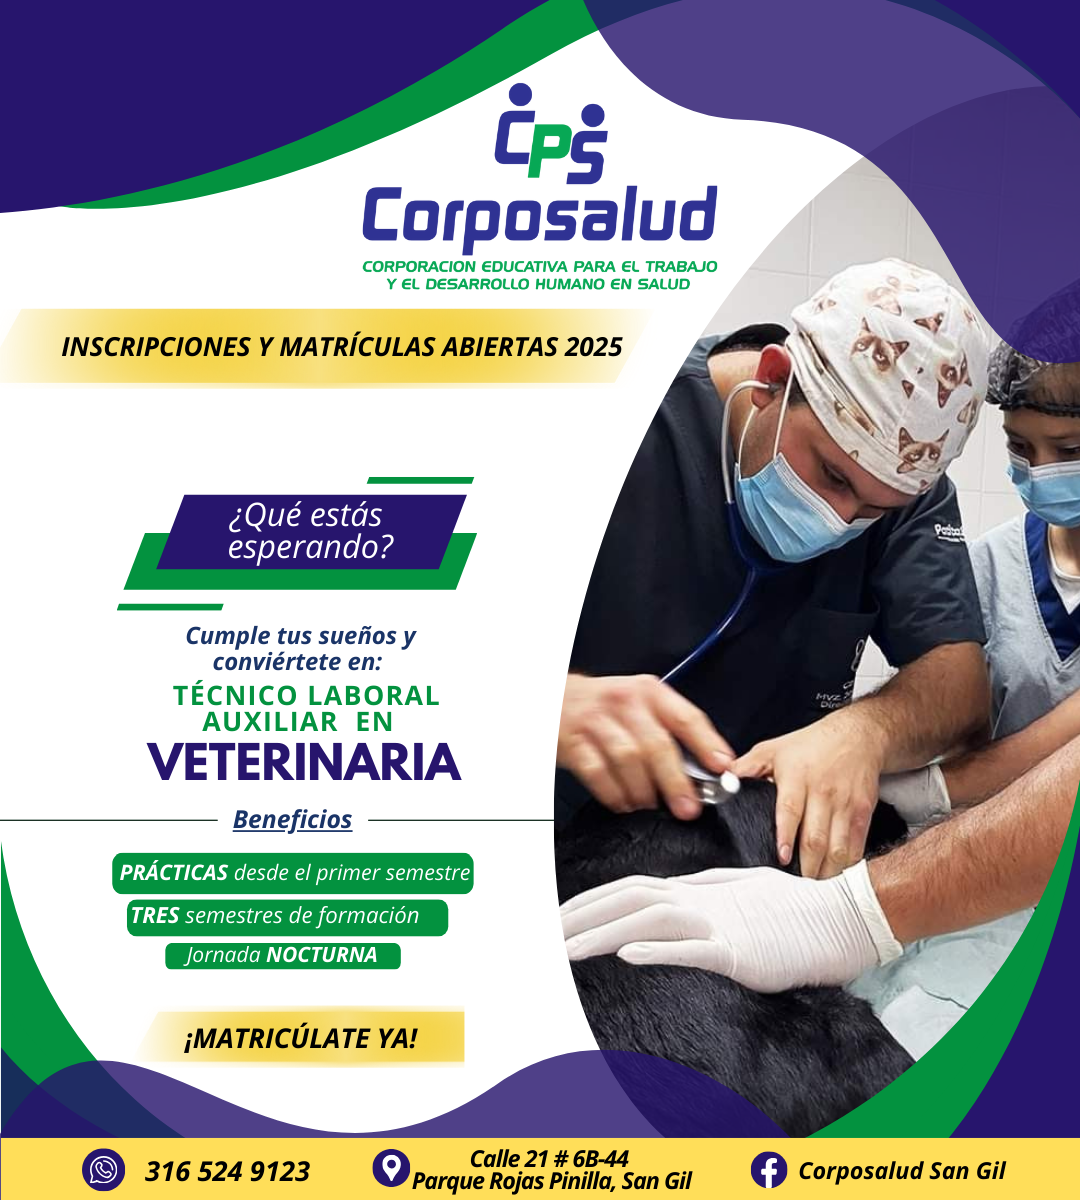 CPS
Corposalud
CORPORACION EDUCATIVA PARA EL TRABAJO
Y EL DESARROLLO HUMANO EN SALUD
INSCRIPCIONES Y MATRÍCULAS ABIERTAS 2025
¿Qué estás
esperando?
Cumple tus sueños y
conviértete en:
TÉCNICO LABORAL
AUXILIAR EN
VETERINARIA
Beneficios
PRÁCTICAS desde el primer semestre
TRES semestres de formación
Jornada NOCTURNA
¡MATRICÚLATE YA!
316 524 9123
Calle 21 # 6B-44
Parque Rojas Pinilla, San Gil
Corposalud San Gil